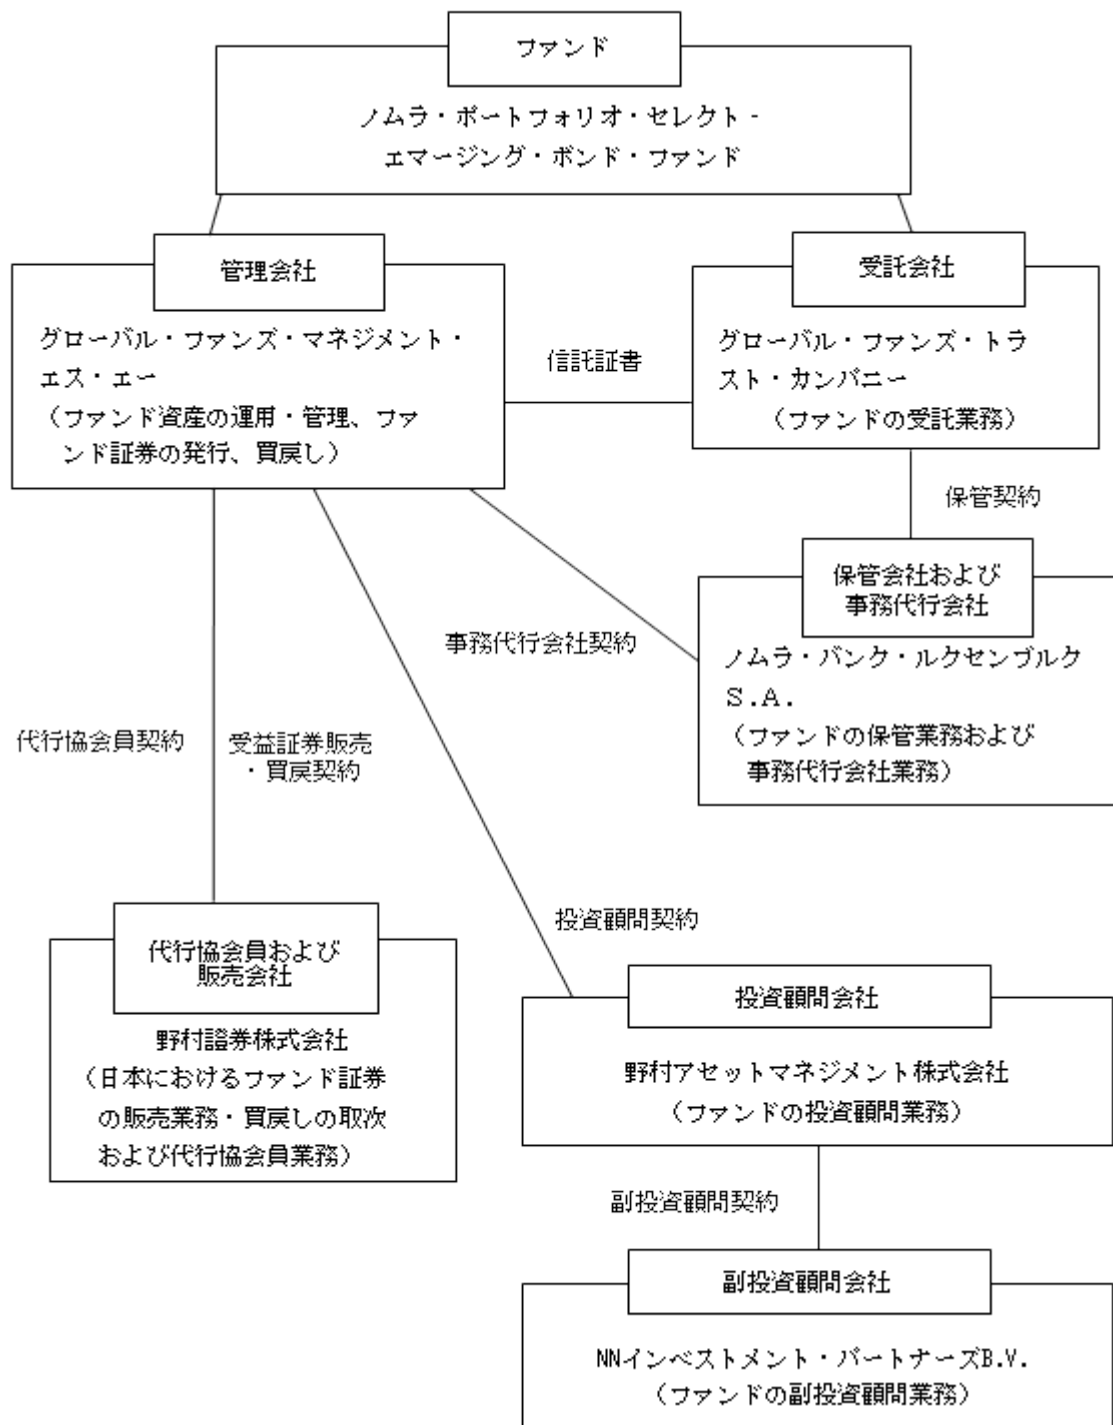 ファンド
ノムラ・ポートフォリオ・セレクト -
エマージング・ボンド・ファンド
管理会社
グローバル・ファンズ・マネジメント・
エス・エー
（ファンド資産の運用・管理、ファ
ンド証券の発行、買戻し）
信託証書
受託会社
グローバル・ファンズ・トラ
スト・カンパニー
（ファンドの受託業務）
保管契約
保管会社および
事務代行会社
ノムラ・バンク・ルクセンブルク
Ｓ.Ａ.
（ファンドの保管業務および
事務代行会社業務）
事務代行会社契約
代行協会員契約
受益証券販売
・買戻契約
投資顧問契約
代行協会員および
販売会社
野村證券株式会社
（日本におけるファンド証券
の販売業務・買戻しの取次
および代行協会員業務）
投資顧問会社
野村アセットマネジメント株式会社
（ファンドの投資顧問業務）
副投資顧問契約
副投資顧問会社
NNインベストメント・パートナーズB.V.
（ファンドの副投資顧問業務）